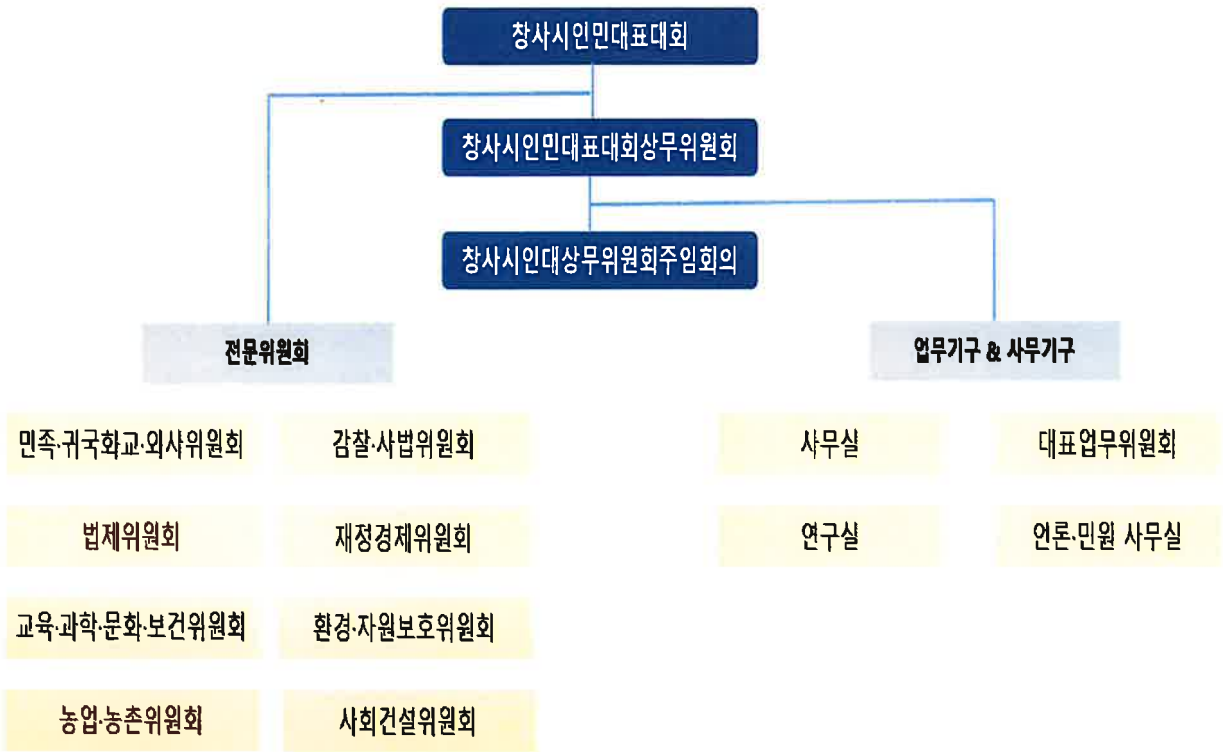 창사시인민대표대회
창사시인민대표대회상무위원회
창사시인대상무위원회주임회의
전문위원회
업무기구 & 사무기구
민족·귀국화교·외사위원회
감찰·사법위원회
사무실
대표업무위원회
법제위원회
재정경제위원회
연구실
언론·민원 사무실
교육·과학·문화·보건위원회
환경·자원보호위원회
농업·농촌위원회
사회건설위원회